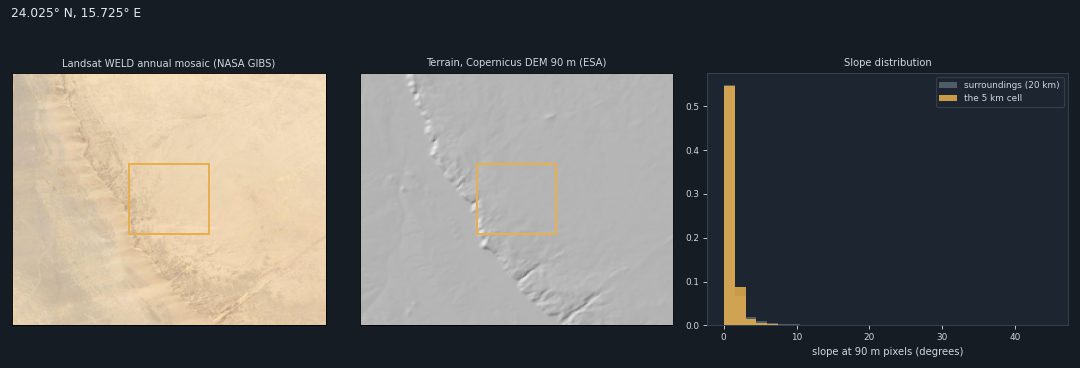 24.025° N, 15.725° E
Landsat WELD annual mosaic (NASA GIBS)
Terrain, Copernicus DEM 90 m (ESA)
Slope distribution
surroundings (20 km)
the 5 km cell
0.5
0.4
0.3
0.2
0.1
0.0
0
10
20
30
40
slope at 90 m pixels (degrees)